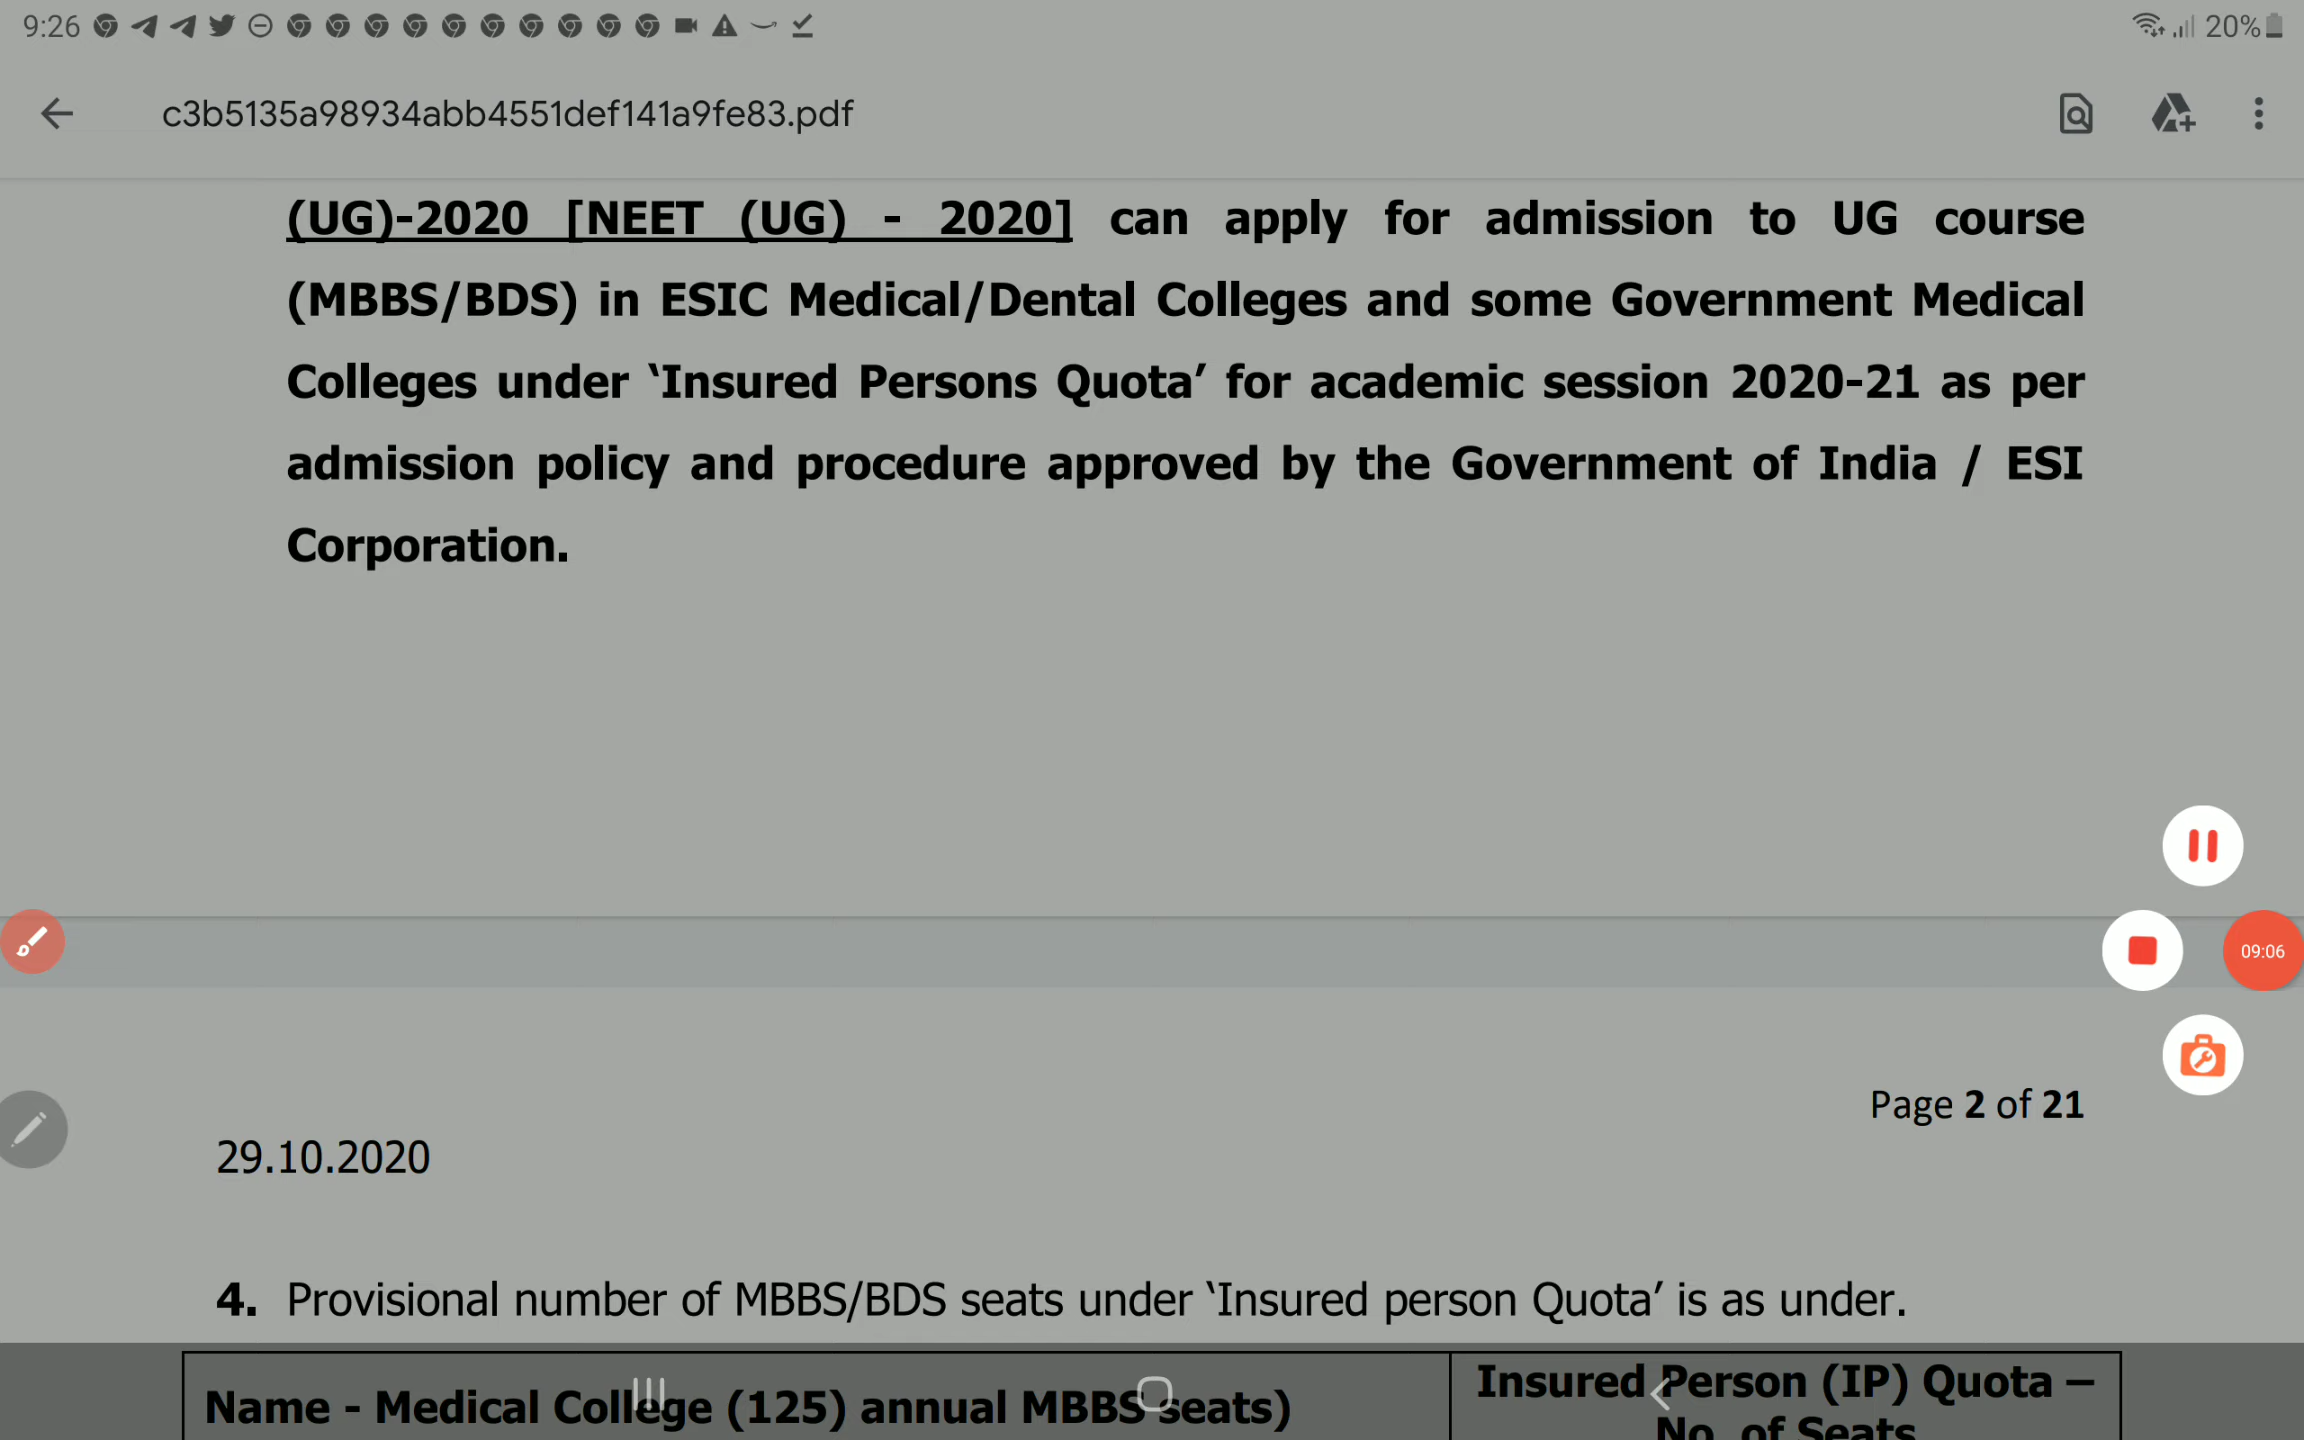 9:26
20%
c3b5135a98934abb4551def141a9fe83.pdf
(UG)-2020 [NEET (UG) - 2020] can apply for admission to UG course
(MBBS/BDS) in ESIC Medical/Dental Colleges and some Government Medical
Colleges under ‘Insured Persons Quota’ for academic session 2020-21 as per
admission policy and procedure approved by the Government of India / ESI
Corporation.
09:06
Page 2 of 21
29.10.2020
4. Provisional number of MBBS/BDS seats under ‘Insured person Quota’ is as under.
Name - Medical College (125) annual MBBS seats)
Insured Person (IP) Quota –
No. of Seats